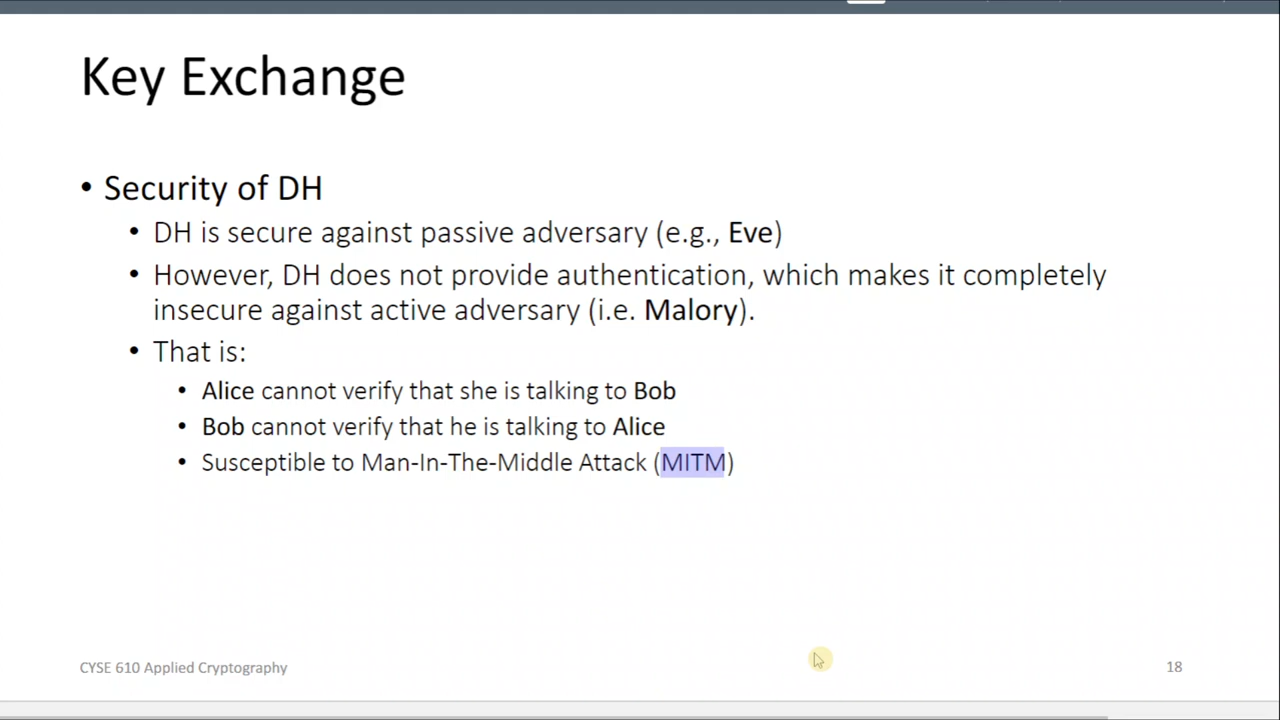 Key Exchange
• Security of DH
• DH is secure against passive adversary (e.g., Eve)
• However, DH does not provide authentication, which makes it completely
insecure against active adversary (i.e. Malory).
• That is:
• Alice cannot verify that she is talking to Bob
• Bob cannot verify that he is talking to Alice
• Susceptible to Man-In-The-Middle Attack (MITM)
CYSE 610 Applied Cryptography
18